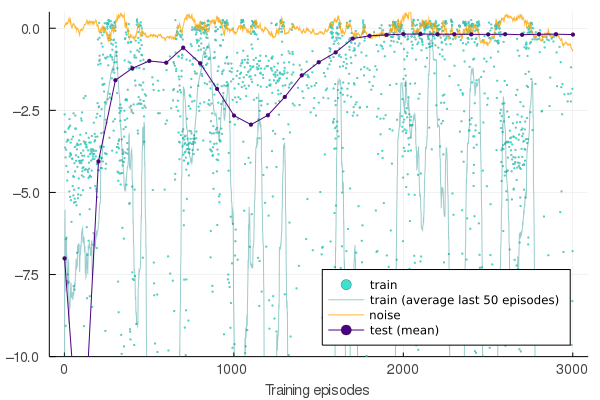 0.0
−2.5
−5.0
−7.5
−10.0
0
1000
2000
3000
Training episodes
train
train (average last 50 episodes)
noise
test (mean)